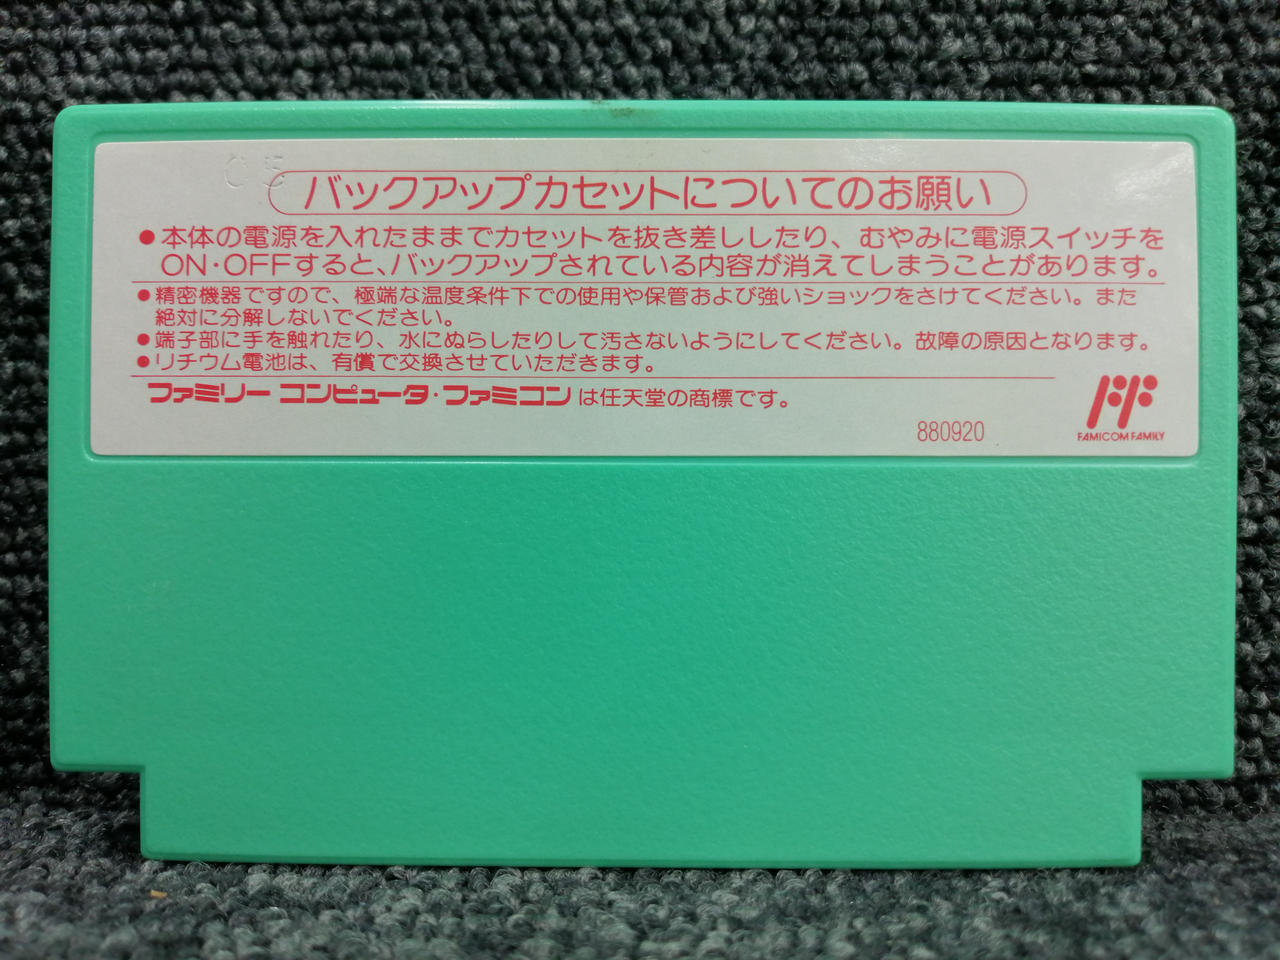 05
バックアップカセットについてのお願い
●本体の電源を入れたままでカセットを抜き差ししたり、むやみに電源スイッチを
ON・OFFすると、バックアップされている内容が消えてしまうことがあります。
●精密機器ですので、極端な温度条件下での使用や保管および強いショックをさけてください。また
絶対に分解しないでください。
●端子部に手を触れたり、水にぬらしたりして汚さないようにしてください。故障の原因となります。
●リチウム電池は、有償で交換させていただきます。
ファミリーコンピュータ・ファミコンは任天堂の商標です。
880920
FAMICOM FAMILY